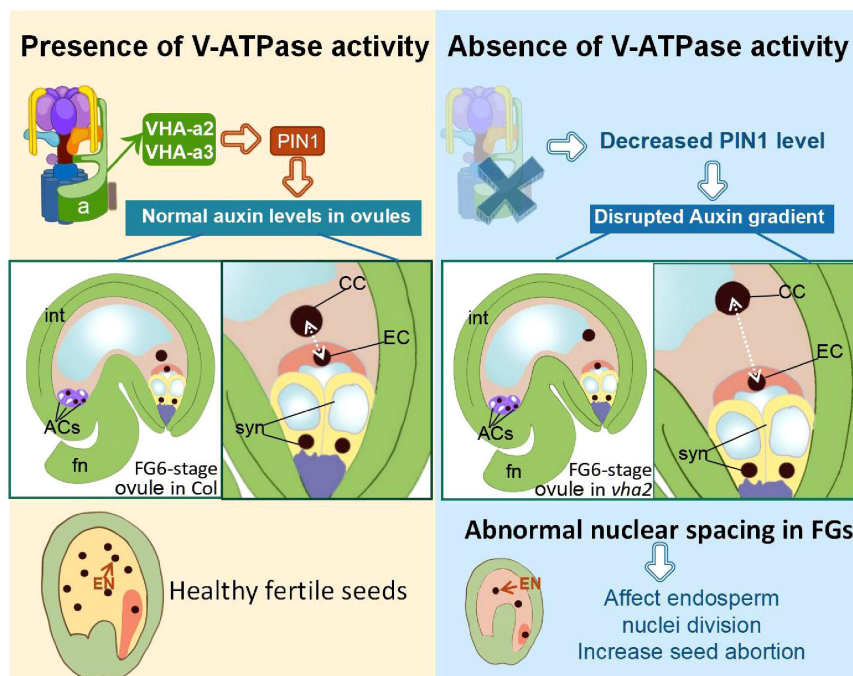 Presence of V-ATPase activity
VHA-a2
VHA-a3
PIN1
a
Normal auxin levels in ovules
int
ACs
fn
FG6-stage
ovule in Col
CC
EC
syn
EN
Healthy fertile seeds
Absence of V-ATPase activity
Decreased PIN1 level
Disrupted Auxin gradient
int
ACs
fn
FG6-stage
ovule in vha2
CC
EC
syn
Abnormal nuclear spacing in FGs
EN
Affect endosperm
nuclei division
Increase seed abortion